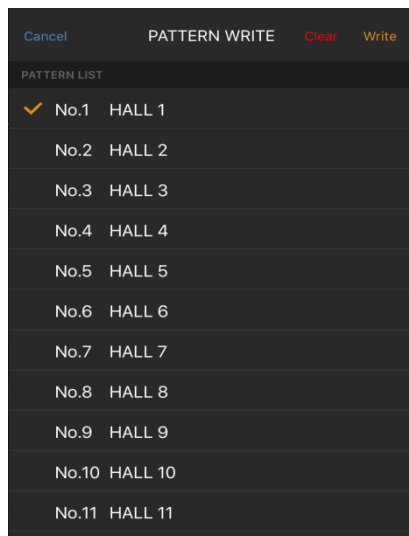 Cancel PATTERN WRITE Clear Write
PATTERN LIST
No.1 HALL 1
No.2 HALL 2
No.3 HALL 3
No.4 HALL 4
No.5 HALL 5
No.6 HALL 6
No.7 HALL 7
No.8 HALL 8
No.9 HALL 9
No.10 HALL 10
No.11 HALL 11